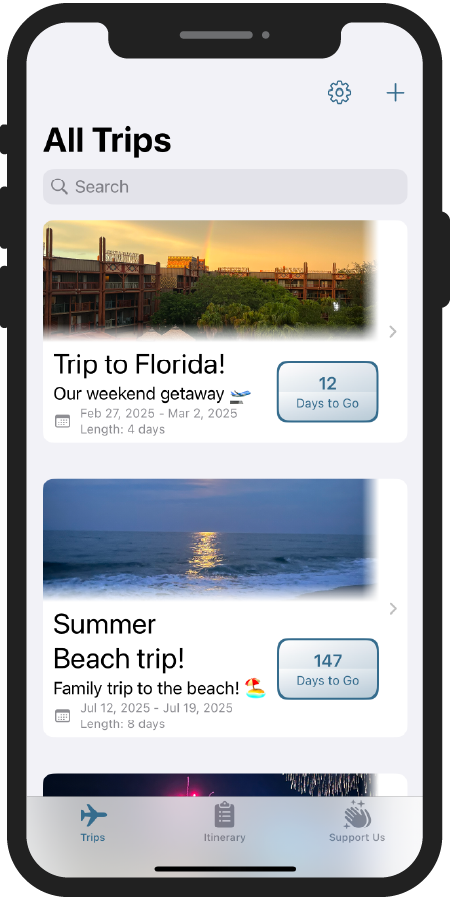 All Trips
Search
Trip to Florida!
Our weekend getaway 🛫
Feb 27, 2025 - Mar 2, 2025
Length: 4 days
12
Days to Go
Summer
Beach trip!
Family trip to the beach! 🏖️
Jul 12, 2025 - Jul 19, 2025
Length: 8 days
147
Days to Go
Trips
Itinerary
Support Us